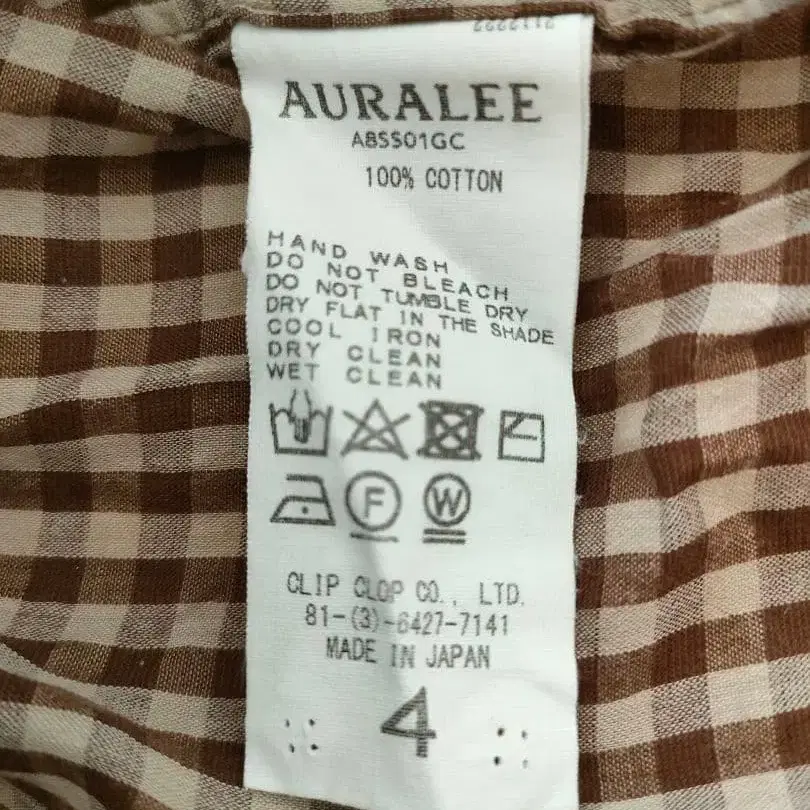 AURALEE
A8SS01GC
100% COTTON
HAND WASH
DO NOT BLEACH
DO NOT TUMBLE DRY
DRY FLAT IN THE SHADE
COOL IRON
DRY CLEAN
WET CLEAN
F W
CLIP CLOP CO., LTD.
81-(3)-6427-7141
MADE IN JAPAN
4